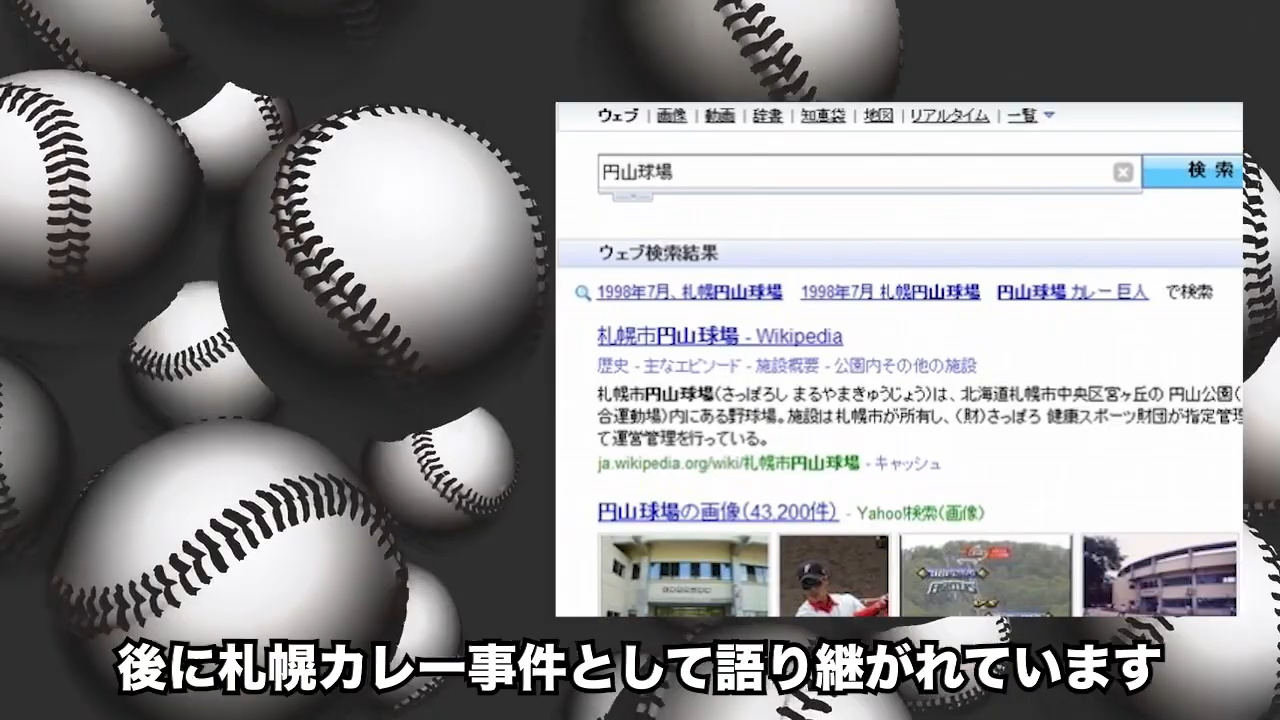 ウェブ | 画像 | 動画 | 辞書 | 知恵袋 | 地図 | リアルタイム | 一覧
円山球場
検索
ウェブ検索結果
1998年7月、札幌円山球場 1998年7月 札幌円山球場 円山球場 カレー 巨人 で検索
札幌市円山球場 - Wikipedia
歴史 - 主なエピソード - 施設概要 - 公園内その他の施設
札幌市円山球場(さっぽろし まるやまきゅうじょう)は、北海道札幌市中央区宮ヶ丘の 円山公園(
合運動場)内にある野球場。施設は札幌市が所有し、(財)さっぽろ 健康スポーツ財団が指定管理
て運営管理を行っている。
ja.wikipedia.org/wiki/札幌市円山球場 - キャッシュ
円山球場の画像(43,200件) - Yahoo!検索(画像)
後に札幌カレー事件として語り継がれています